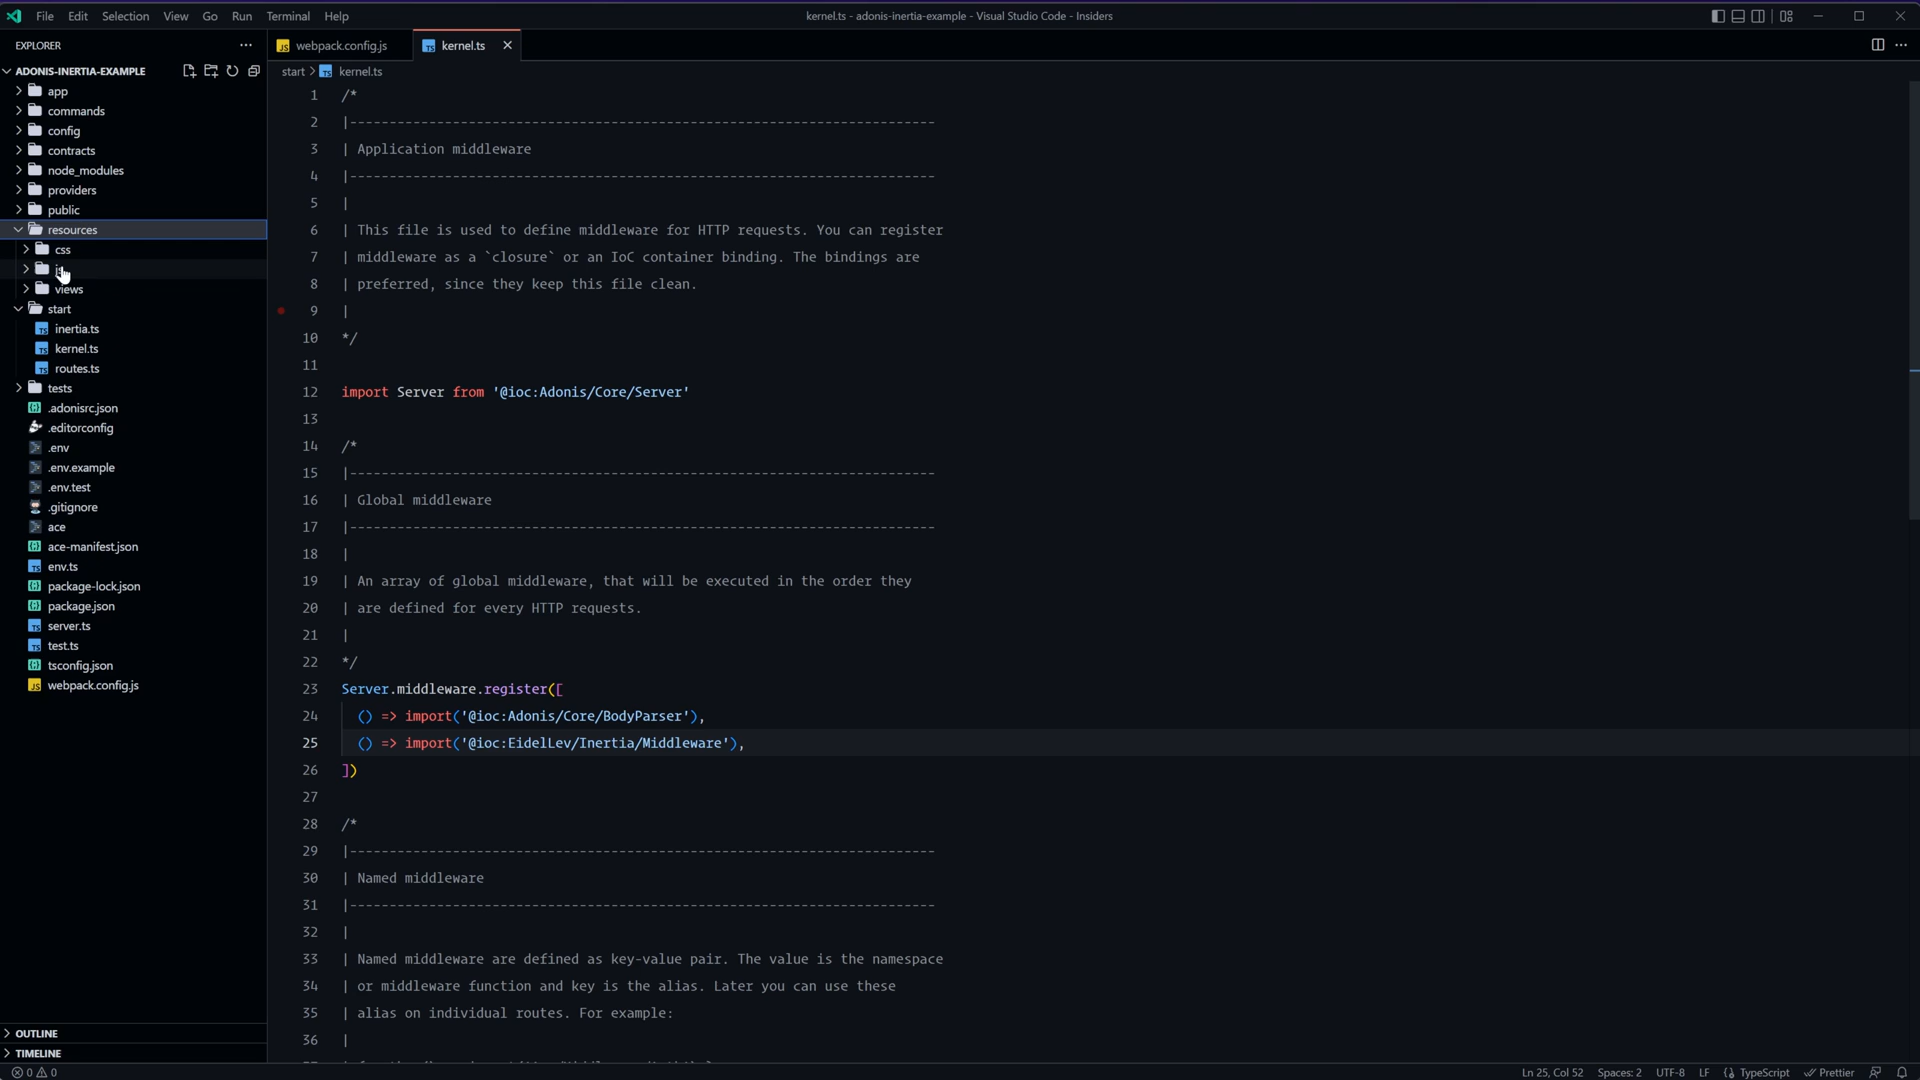 File Edit Selection View Go Run Terminal Help
kernel.ts - adonis-inertia-example - Visual Studio Code - Insiders
EXPLORER
ADONIS-INERTIA-EXAMPLE
app
commands
config
contracts
node_modules
providers
public
resources
css
views
start
inertia.ts
kernel.ts
routes.ts
tests
.adonisrc.json
.editorconfig
.env
.env.example
.env.test
.gitignore
ace
ace-manifest.json
env.ts
package-lock.json
package.json
server.ts
test.ts
tsconfig.json
webpack.config.js
OUTLINE
TIMELINE
webpack.config.js
kernel.ts
start > kernel.ts
1 /*
2 |--------------------------------------------------------------------------
3 | Application middleware
4 |--------------------------------------------------------------------------
5 |
6 | This file is used to define middleware for HTTP requests. You can register
7 | middleware as a `closure` or an IoC container binding. The bindings are
8 | preferred, since they keep this file clean.
9 |
10 */
11
12 import Server from '@ioc:Adonis/Core/Server'
13
14 /*
15 |--------------------------------------------------------------------------
16 | Global middleware
17 |--------------------------------------------------------------------------
18 |
19 | An array of global middleware, that will be executed in the order they
20 | are defined for every HTTP requests.
21 |
22 */
23 Server.middleware.register([
24 () => import('@ioc:Adonis/Core/BodyParser'),
25 () => import('@ioc:EidelLev/Inertia/Middleware'),
26 ])
27
28 /*
29 |--------------------------------------------------------------------------
30 | Named middleware
31 |--------------------------------------------------------------------------
32 |
33 | Named middleware are defined as key-value pair. The value is the namespace
34 | or middleware function and key is the alias. Later you can use these
35 | alias on individual routes. For example:
36 |
0 0
Ln 25, Col 52 Spaces: 2 UTF-8 LF TypeScript Prettier